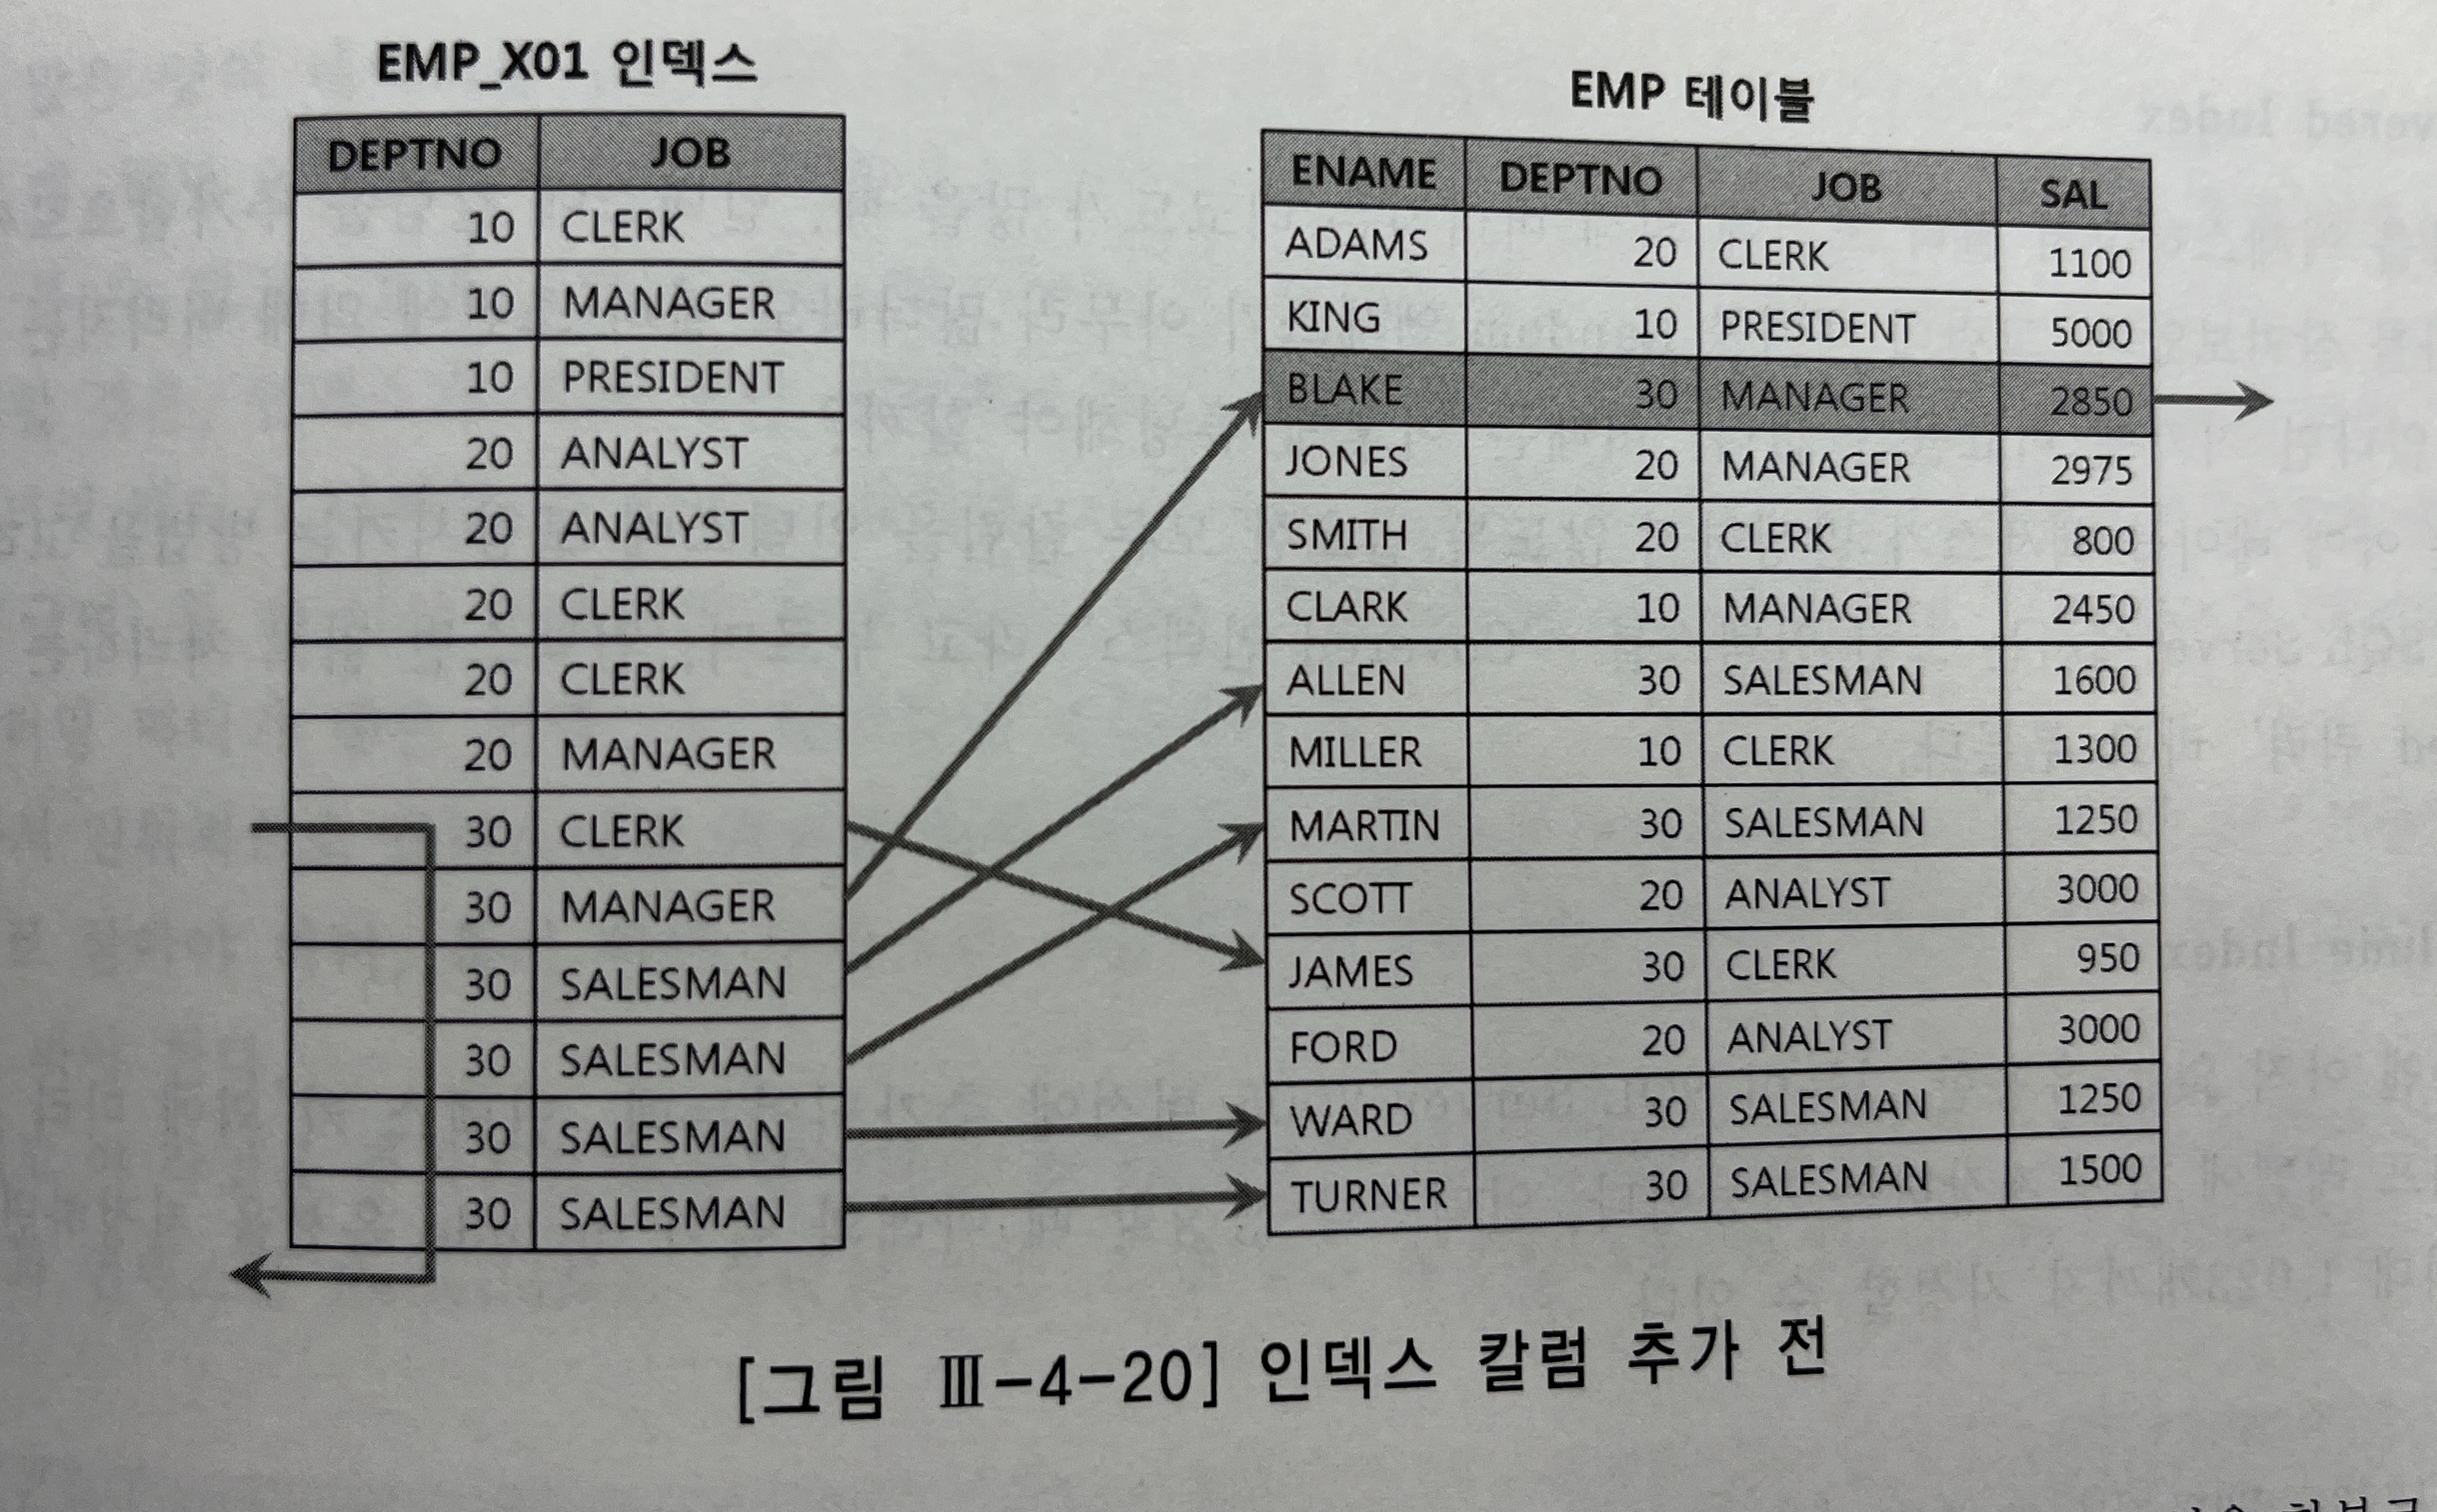 EMP_X01 인덱스
DEPTNO JOB
10 CLERK
10 MANAGER
10 PRESIDENT
20 ANALYST
20 ANALYST
20 CLERK
20 CLERK
20 MANAGER
30 CLERK
30 MANAGER
30 SALESMAN
30 SALESMAN
30 SALESMAN
30 SALESMAN
EMP 테이블
ENAME DEPTNO JOB SAL
ADAMS 20 CLERK 1100
KING 10 PRESIDENT 5000
BLAKE 30 MANAGER 2850
JONES 20 MANAGER 2975
SMITH 20 CLERK 800
CLARK 10 MANAGER 2450
ALLEN 30 SALESMAN 1600
MILLER 10 CLERK 1300
MARTIN 30 SALESMAN 1250
SCOTT 20 ANALYST 3000
JAMES 30 CLERK 950
FORD 20 ANALYST 3000
WARD 30 SALESMAN 1250
TURNER 30 SALESMAN 1500
[그림 Ⅲ-4-20] 인덱스 칼럼 추가 전